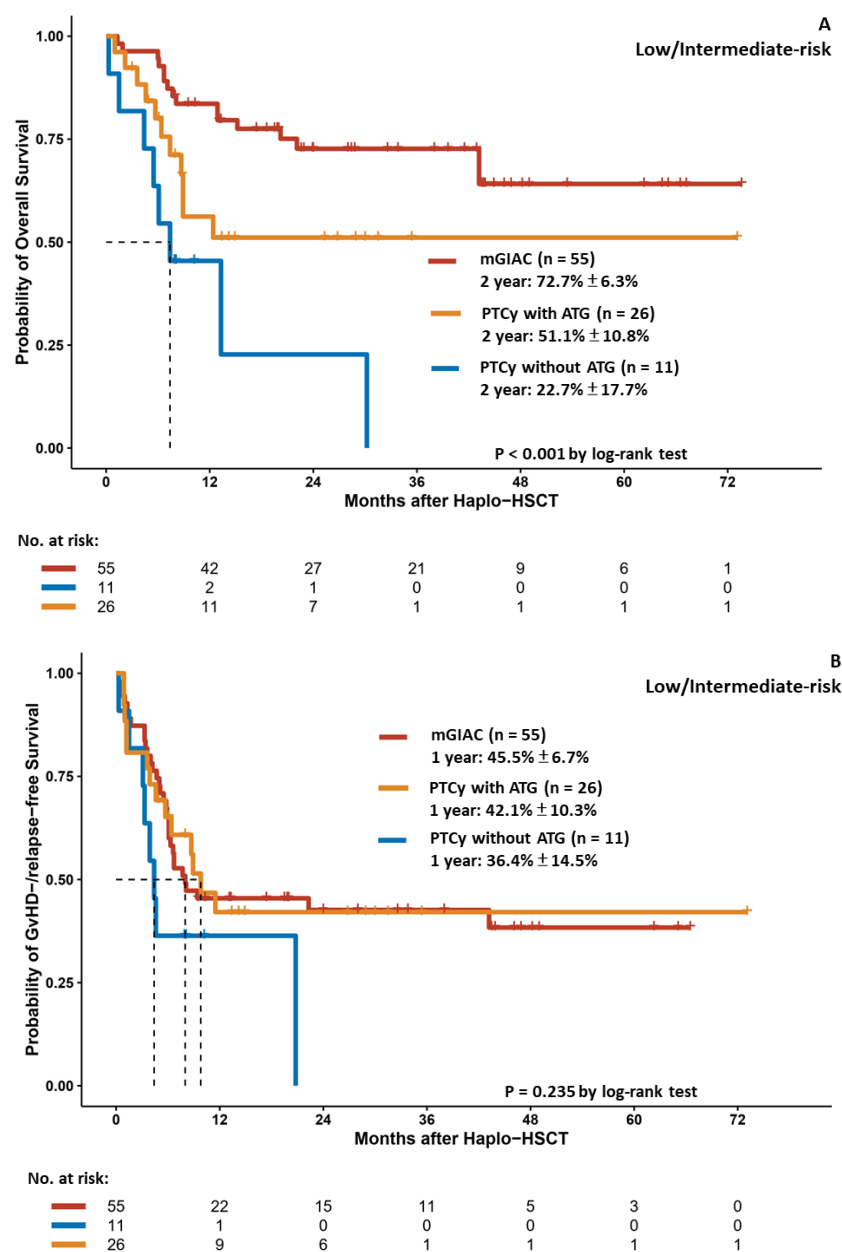 A
Low/Intermediate-risk
Probability of Overall Survival
1.00
0.75
0.50
0.25
0.00
mGIAC (n = 55)
2 year: 72.7% ± 6.3%
PTCy with ATG (n = 26)
2 year: 51.1% ± 10.8%
PTCy without ATG (n = 11)
2 year: 22.7% ± 17.7%
P < 0.001 by log-rank test
0 12 24 36 48 60 72
Months after Haplo−HSCT
No. at risk:
55 42 27 21 9 6 1
11 2 1 0 0 0 0
26 11 7 1 1 1 1
B
Low/Intermediate-risk
Probability of GvHD−/relapse−free Survival
1.00
0.75
0.50
0.25
0.00
mGIAC (n = 55)
1 year: 45.5% ± 6.7%
PTCy with ATG (n = 26)
1 year: 42.1% ± 10.3%
PTCy without ATG (n = 11)
1 year: 36.4% ± 14.5%
P = 0.235 by log-rank test
0 12 24 36 48 60 72
Months after Haplo−HSCT
No. at risk:
55 22 15 11 5 3 0
11 1 0 0 0 0 0
26 9 6 1 1 1 1